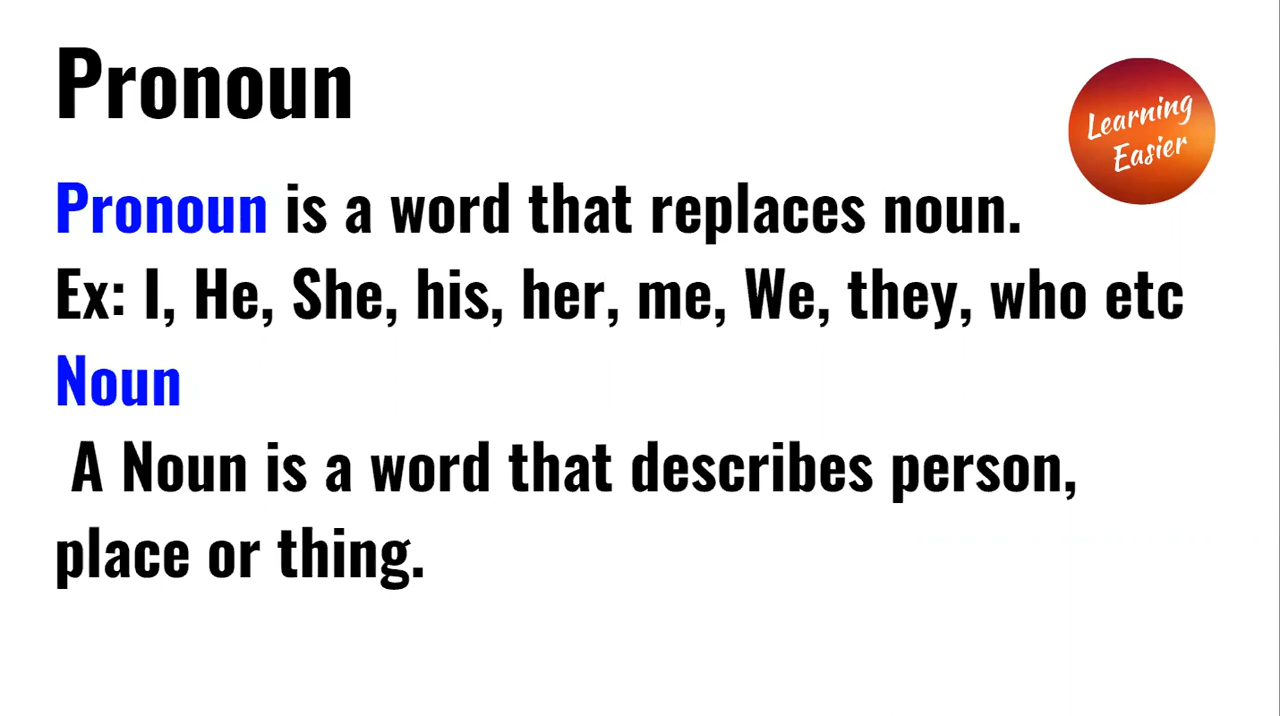 Pronoun
Learning
Easier
Pronoun is a word that replaces noun.
Ex: I, He, She, his, her, me, We, they, who etc
Noun
A Noun is a word that describes person,
place or thing.